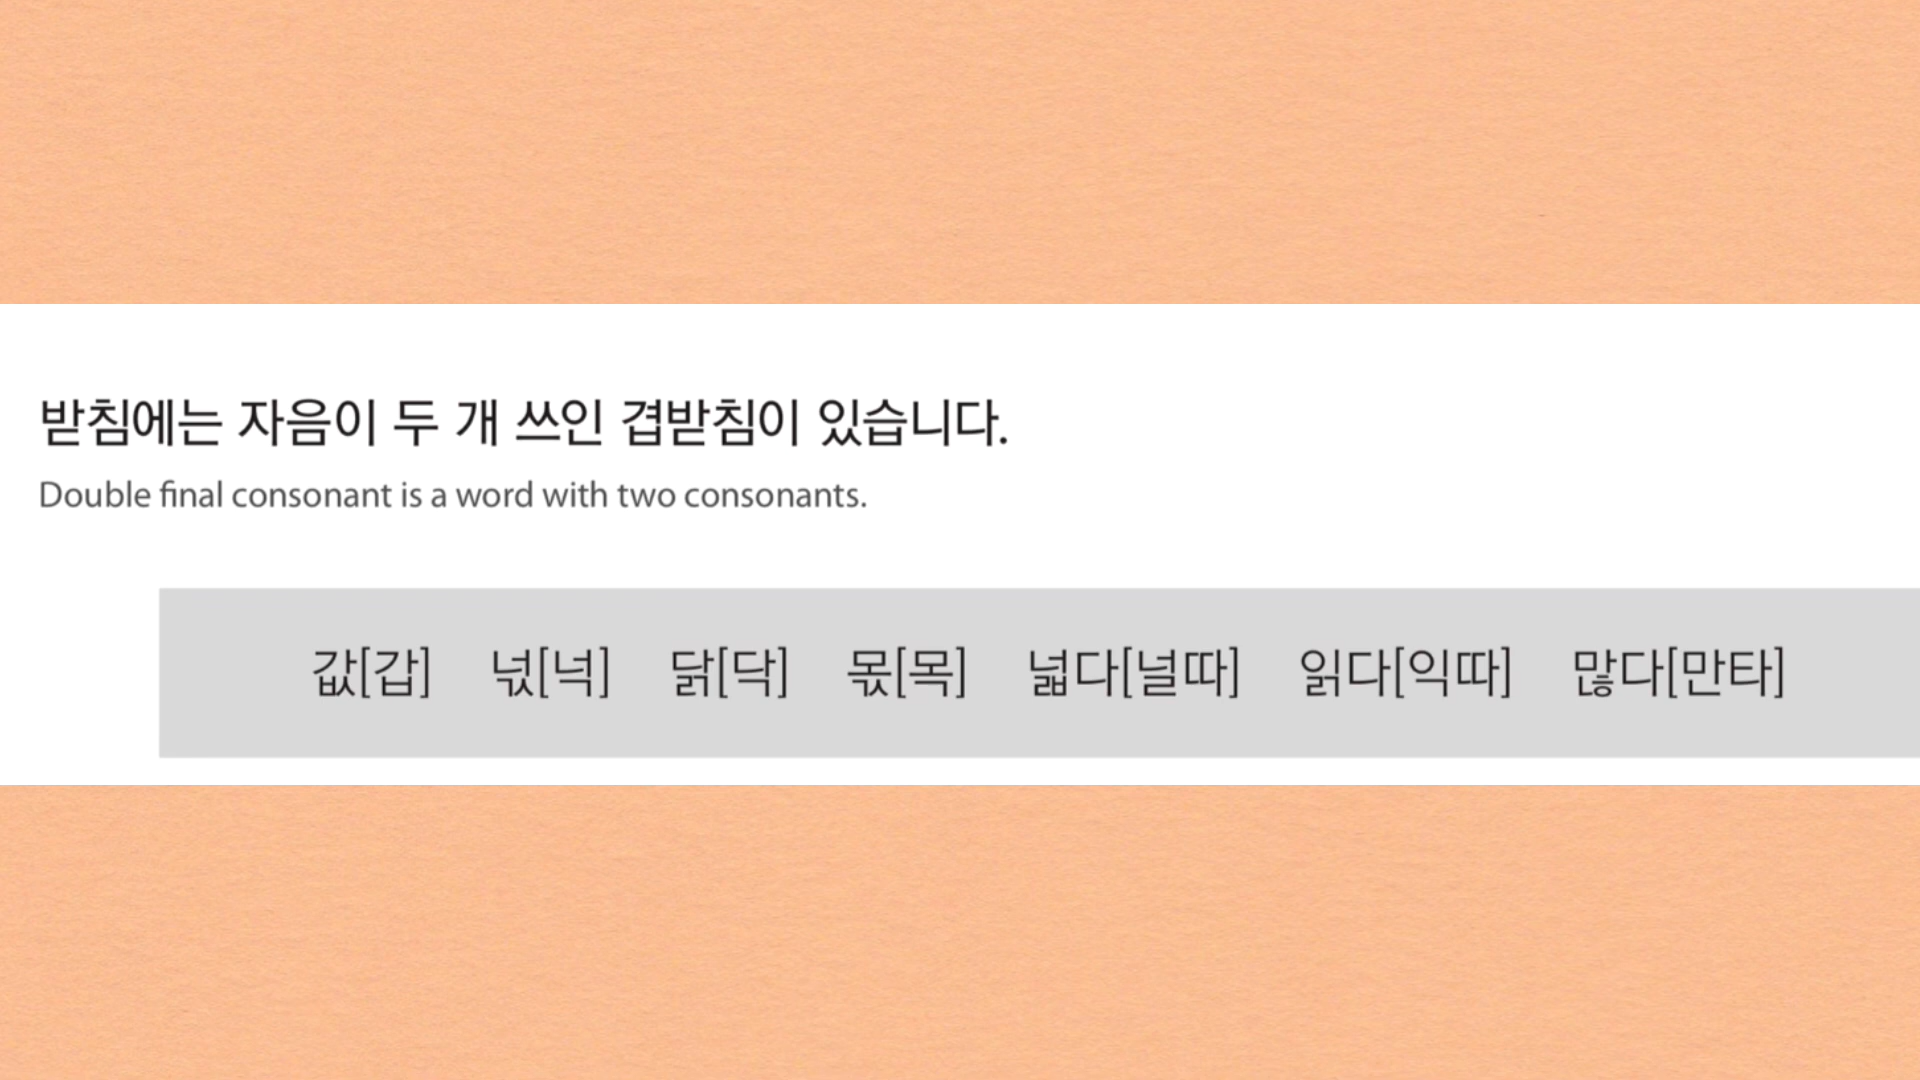 받침에는 자음이 두 개 쓰인 겹받침이 있습니다.
Double final consonant is a word with two consonants.
값[갑] 넋[넉] 닭[닥] 몫[목] 넓다[널따] 읽다[익따] 많다[만타]